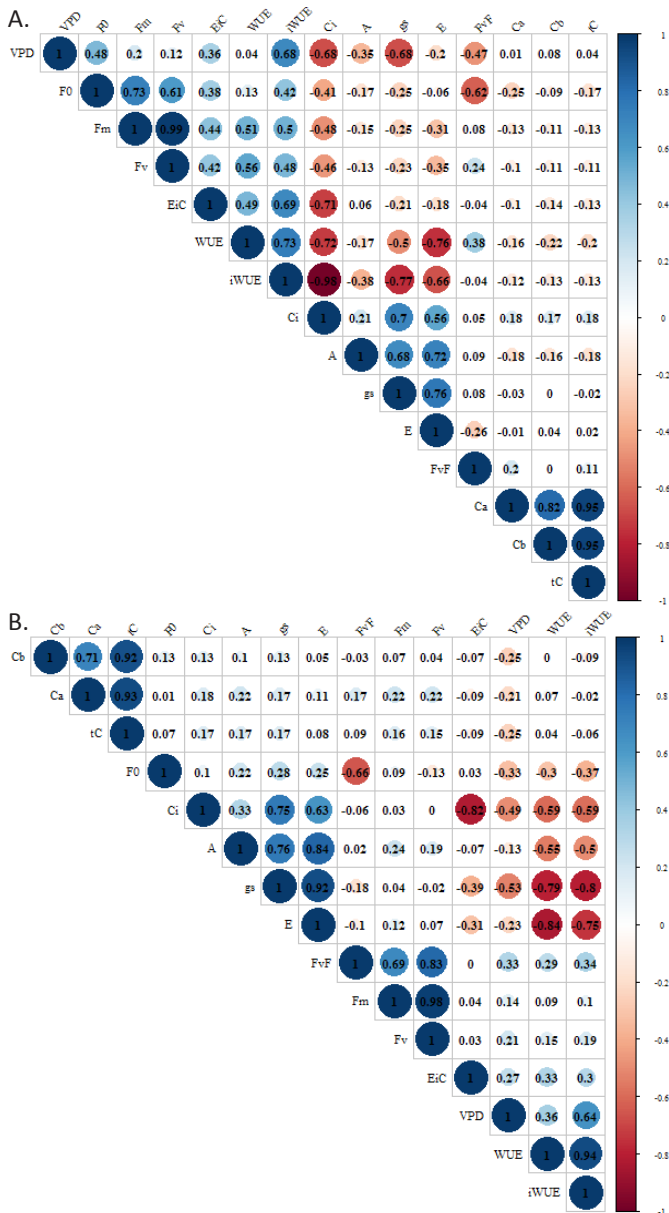 A.
VPD F0 Fm Fv EiC WUE iWUE Ci A gs E FvF Ca Cb tC
VPD 1 0.48 0.2 0.12 0.36 0.04 0.68 -0.68 -0.35 -0.68 -0.2 -0.47 0.01 0.08 0.04
F0 1 0.73 0.61 0.38 0.13 0.42 -0.41 -0.17 -0.25 -0.06 -0.62 -0.25 -0.09 -0.17
Fm 1 0.99 0.44 0.51 0.5 -0.48 -0.15 -0.25 -0.31 0.08 -0.13 -0.11 -0.13
Fv 1 0.42 0.56 0.48 -0.46 -0.13 -0.23 -0.35 0.24 -0.1 -0.11 -0.11
EiC 1 0.49 0.69 -0.71 0.06 -0.21 -0.18 -0.04 -0.1 -0.14 -0.13
WUE 1 0.73 -0.72 -0.17 -0.5 -0.76 0.38 -0.16 -0.22 -0.2
iWUE 1 -0.98 -0.38 -0.77 -0.66 -0.04 -0.12 -0.13 -0.13
Ci 1 0.21 0.7 0.56 0.05 0.18 0.17 0.18
A 1 0.68 0.72 0.09 -0.18 -0.16 -0.18
gs 1 0.76 0.08 -0.03 0 -0.02
E 1 -0.26 -0.01 0.04 0.02
FvF 1 0.2 0 0.11
Ca 1 0.82 0.95
Cb 1 0.95
tC 1
1
0.8
0.6
0.4
0.2
0
-0.2
-0.4
-0.6
-0.8
-1
B.
Cb Ca tC F0 Ci A gs E FvF Fm Fv EiC VPD WUE iWUE
Cb 1 0.71 0.92 0.13 0.13 0.1 0.13 0.05 -0.03 0.07 0.04 -0.07 -0.25 0 -0.09
Ca 1 0.93 0.01 0.18 0.22 0.17 0.11 0.17 0.22 0.22 -0.09 -0.21 0.07 -0.02
tC 1 0.07 0.17 0.17 0.17 0.08 0.09 0.16 0.15 -0.09 -0.25 0.04 -0.06
F0 1 0.1 0.22 0.28 0.25 -0.66 0.09 -0.13 0.03 -0.33 -0.3 -0.37
Ci 1 0.33 0.75 0.63 -0.06 0.03 0 -0.82 -0.49 -0.59 -0.59
A 1 0.76 0.84 0.02 0.24 0.19 -0.07 -0.13 -0.55 -0.5
gs 1 0.92 -0.18 0.04 -0.02 -0.39 -0.53 -0.79 -0.8
E 1 -0.1 0.12 0.07 -0.31 -0.23 -0.84 -0.75
FvF 1 0.69 0.83 0 0.33 0.29 0.34
Fm 1 0.98 0.04 0.14 0.09 0.1
Fv 1 0.03 0.21 0.15 0.19
EiC 1 0.27 0.33 0.3
VPD 1 0.36 0.64
WUE 1 0.94
iWUE 1
1
0.8
0.6
0.4
0.2
0
-0.2
-0.4
-0.6
-0.8
-1